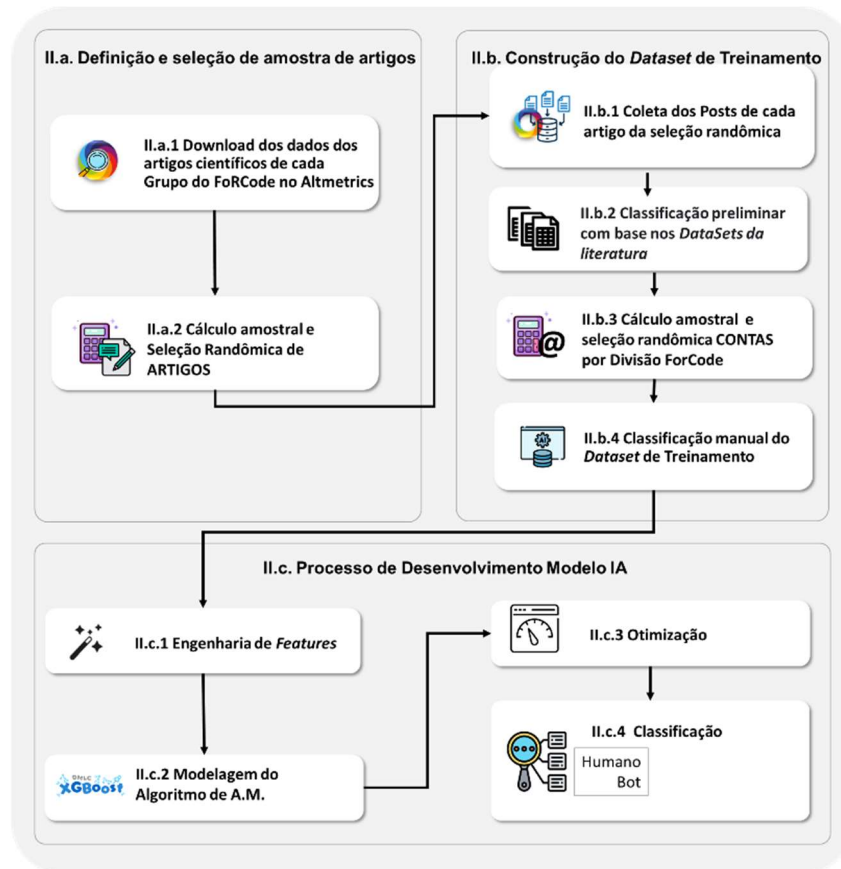 II.a. Definição e seleção de amostra de artigos
II.a.1 Download dos dados dos
artigos científicos de cada
Grupo do FoRCode no Altmetrics
II.a.2 Cálculo amostral e
Seleção Randômica de
ARTIGOS
II.b. Construção do Dataset de Treinamento
II.b.1 Coleta dos Posts de cada
artigo da seleção randômica
II.b.2 Classificação preliminar
com base nos DataSets da
literatura
II.b.3 Cálculo amostral e
seleção randômica CONTAS
por Divisão ForCode
@
AI
II.b.4 Classificação manual do
Dataset de Treinamento
II.c. Processo de Desenvolvimento Modelo IA
II.c.1 Engenharia de Features
dmlc
XGBoost
II.c.2 Modelagem do
Algoritmo de A.M.
II.c.3 Otimização
II.c.4 Classificação
Humano
Bot